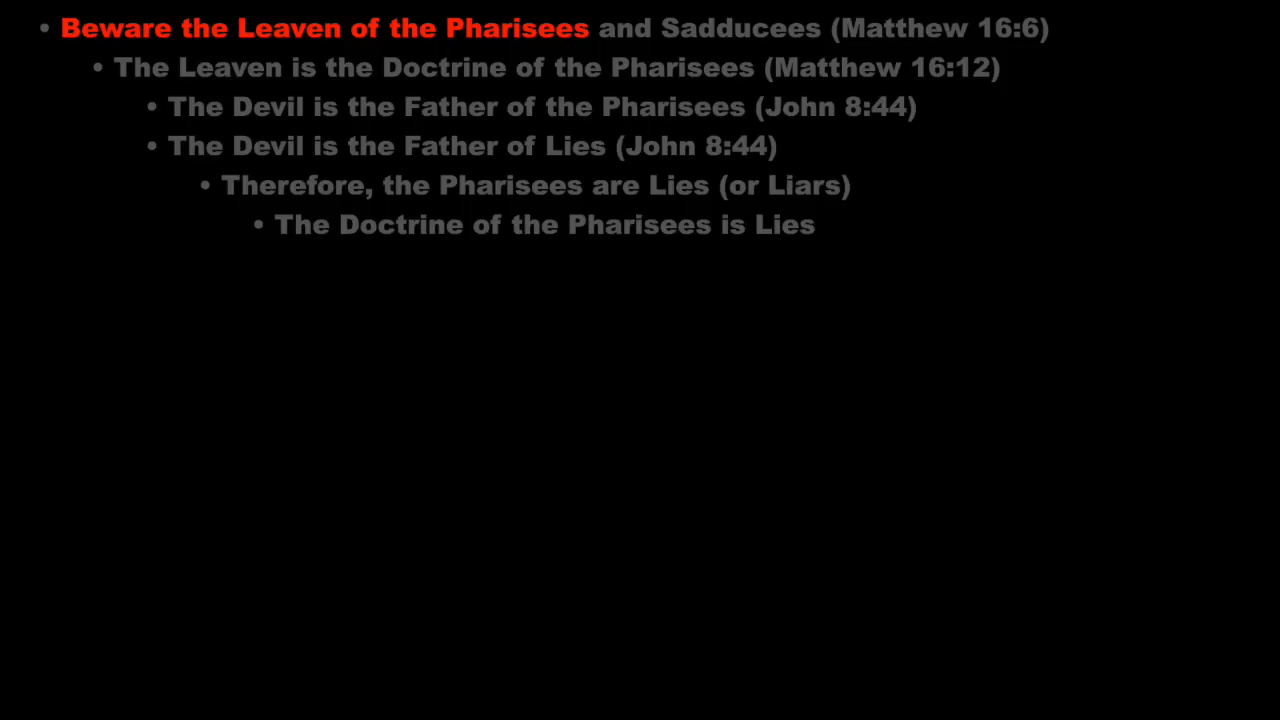 • Beware the Leaven of the Pharisees and Sadducees (Matthew 16:6)
• The Leaven is the Doctrine of the Pharisees (Matthew 16:12)
• The Devil is the Father of the Pharisees (John 8:44)
• The Devil is the Father of Lies (John 8:44)
• Therefore, the Pharisees are Lies (or Liars)
• The Doctrine of the Pharisees is Lies